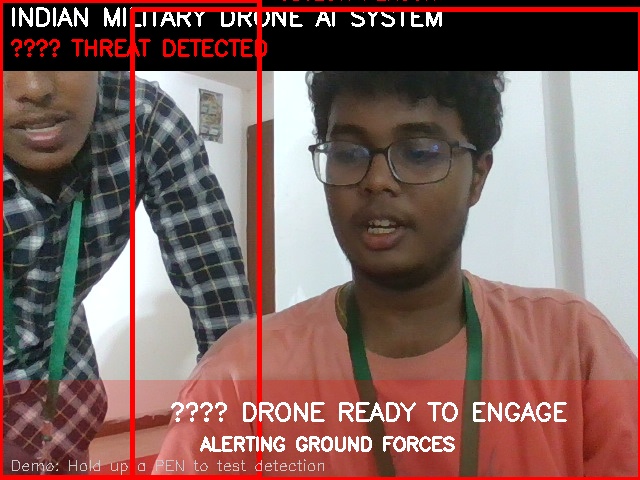 INDIAN MILITARY DRONE AI SYSTEM
???? THREAT DETECTED
???? DRONE READY TO ENGAGE
ALERTING GROUND FORCES
Demo: Hold up a PEN to test detection